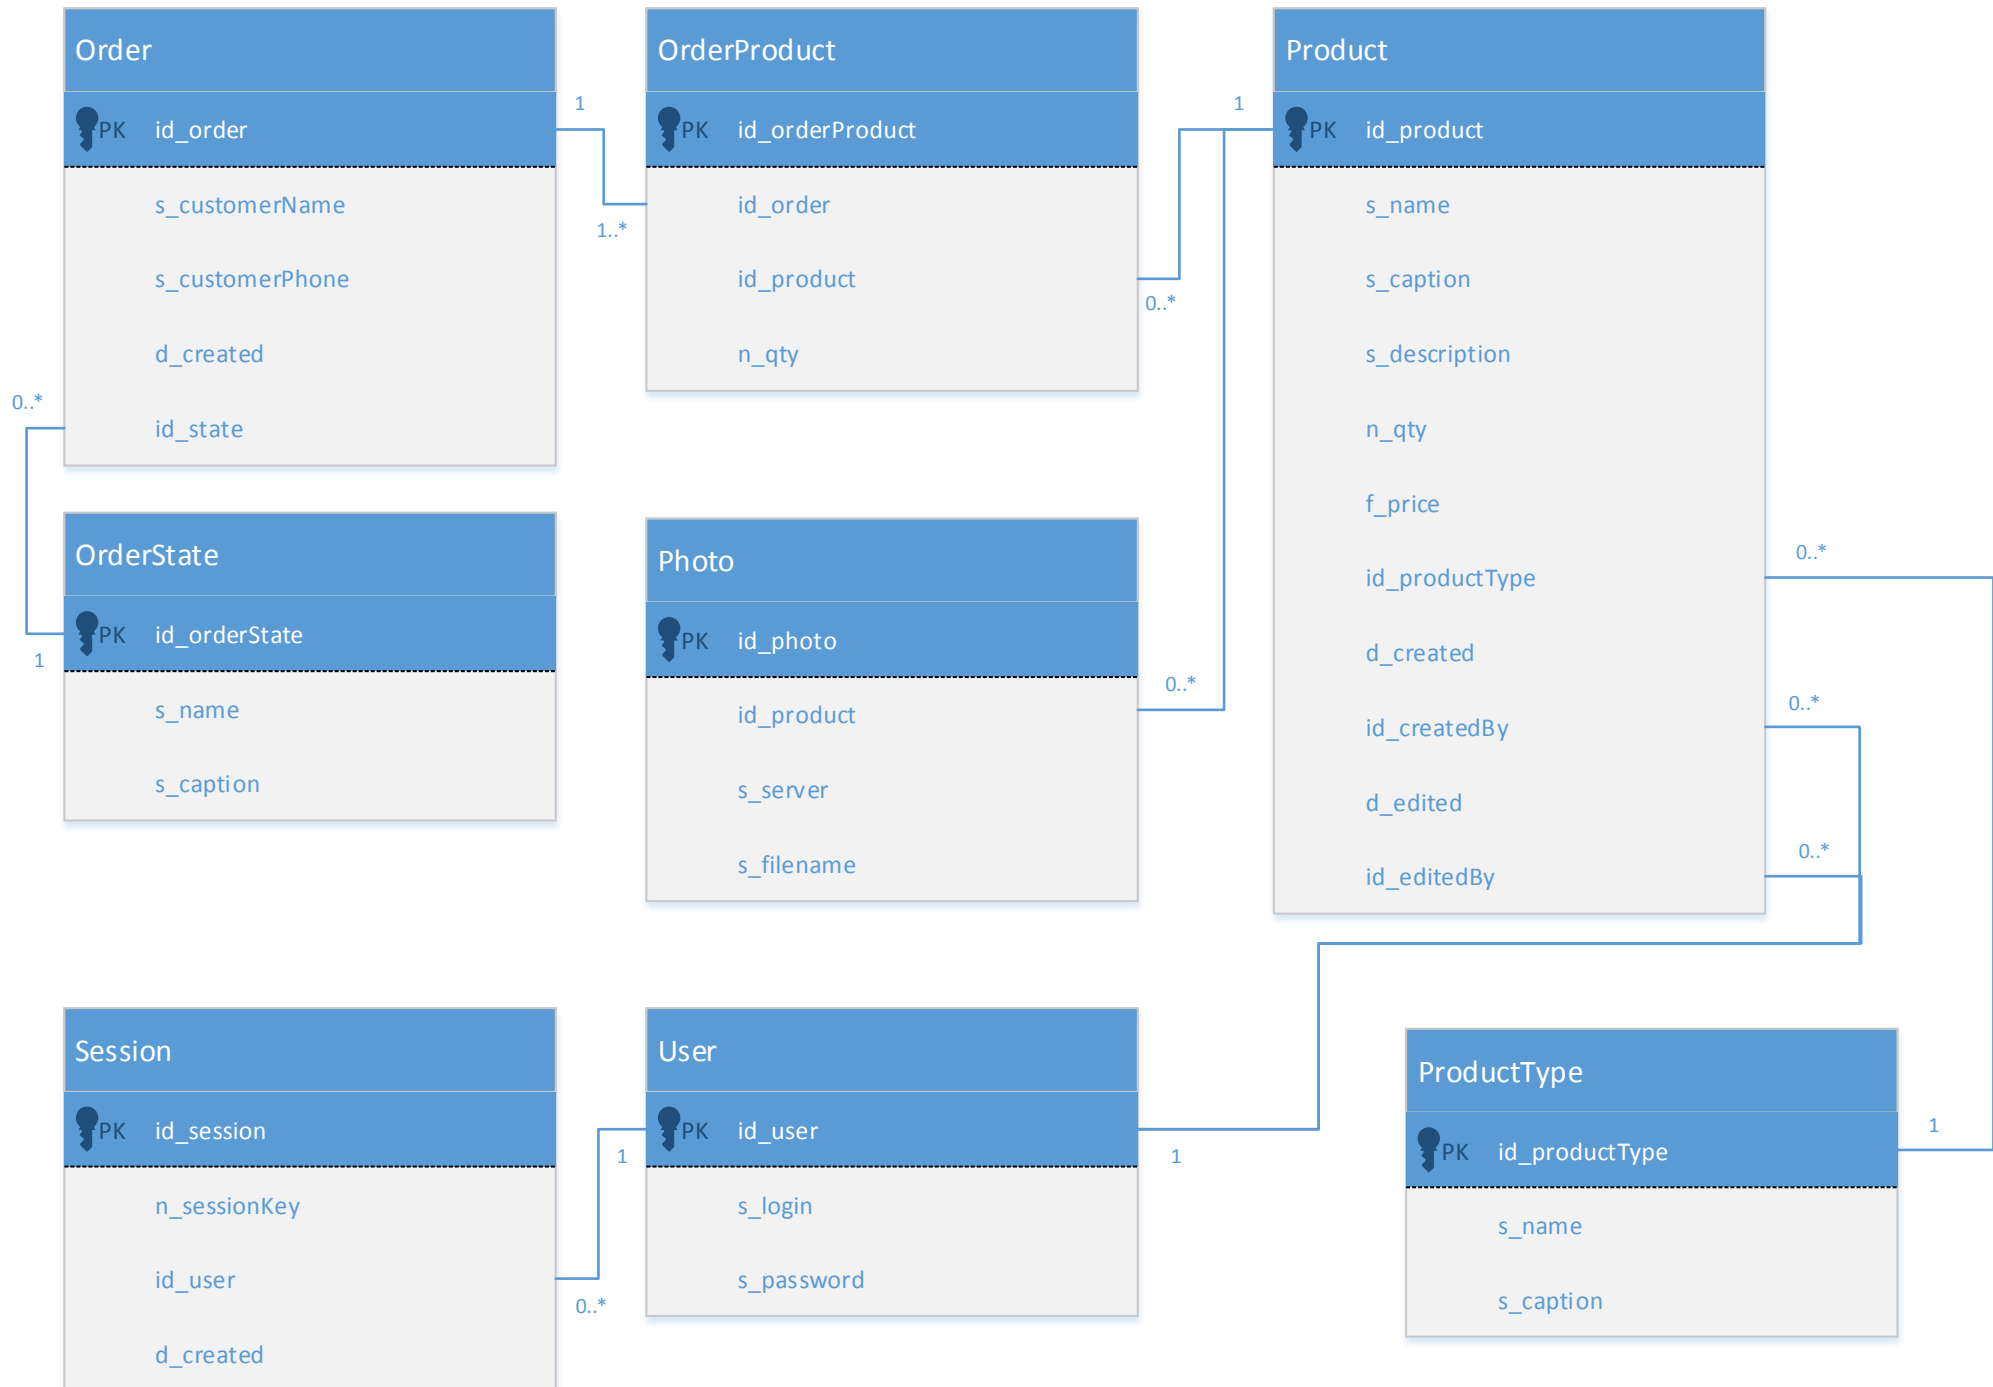 Order
PK id_order
s_customerName
s_customerPhone
d_created
id_state
OrderProduct
PK id_orderProduct
id_order
id_product
n_qty
Product
PK id_product
s_name
s_caption
s_description
n_qty
f_price
id_productType
d_created
id_createdBy
d_edited
id_editedBy
1
1..*
1
0..*
0..*
1
0..*
0..*
0..*
0..*
OrderState
PK id_orderState
s_name
s_caption
Photo
PK id_photo
id_product
s_server
s_filename
Session
PK id_session
n_sessionKey
id_user
d_created
1
0..*
User
PK id_user
s_login
s_password
1
ProductType
PK id_productType
s_name
s_caption
1